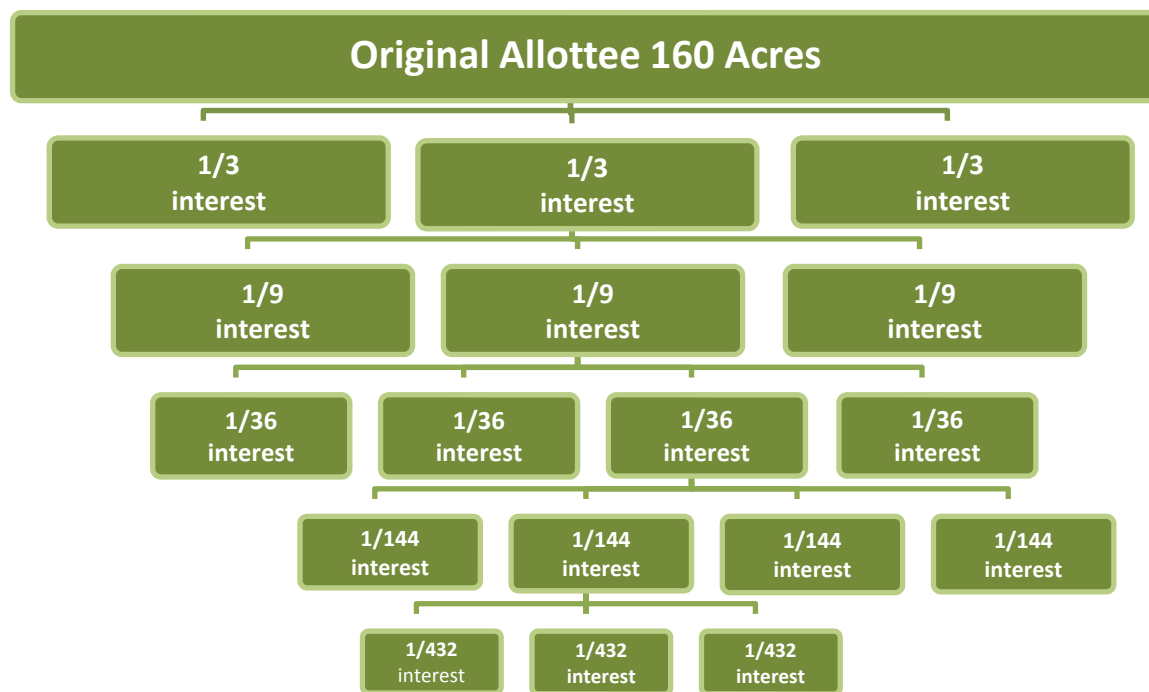 Original Allottee 160 Acres
1/3
interest
1/3
interest
1/3
interest
1/9
interest
1/9
interest
1/9
interest
1/36
interest
1/36
interest
1/36
interest
1/36
interest
1/144
interest
1/144
interest
1/144
interest
1/144
interest
1/432
interest
1/432
interest
1/432
interest